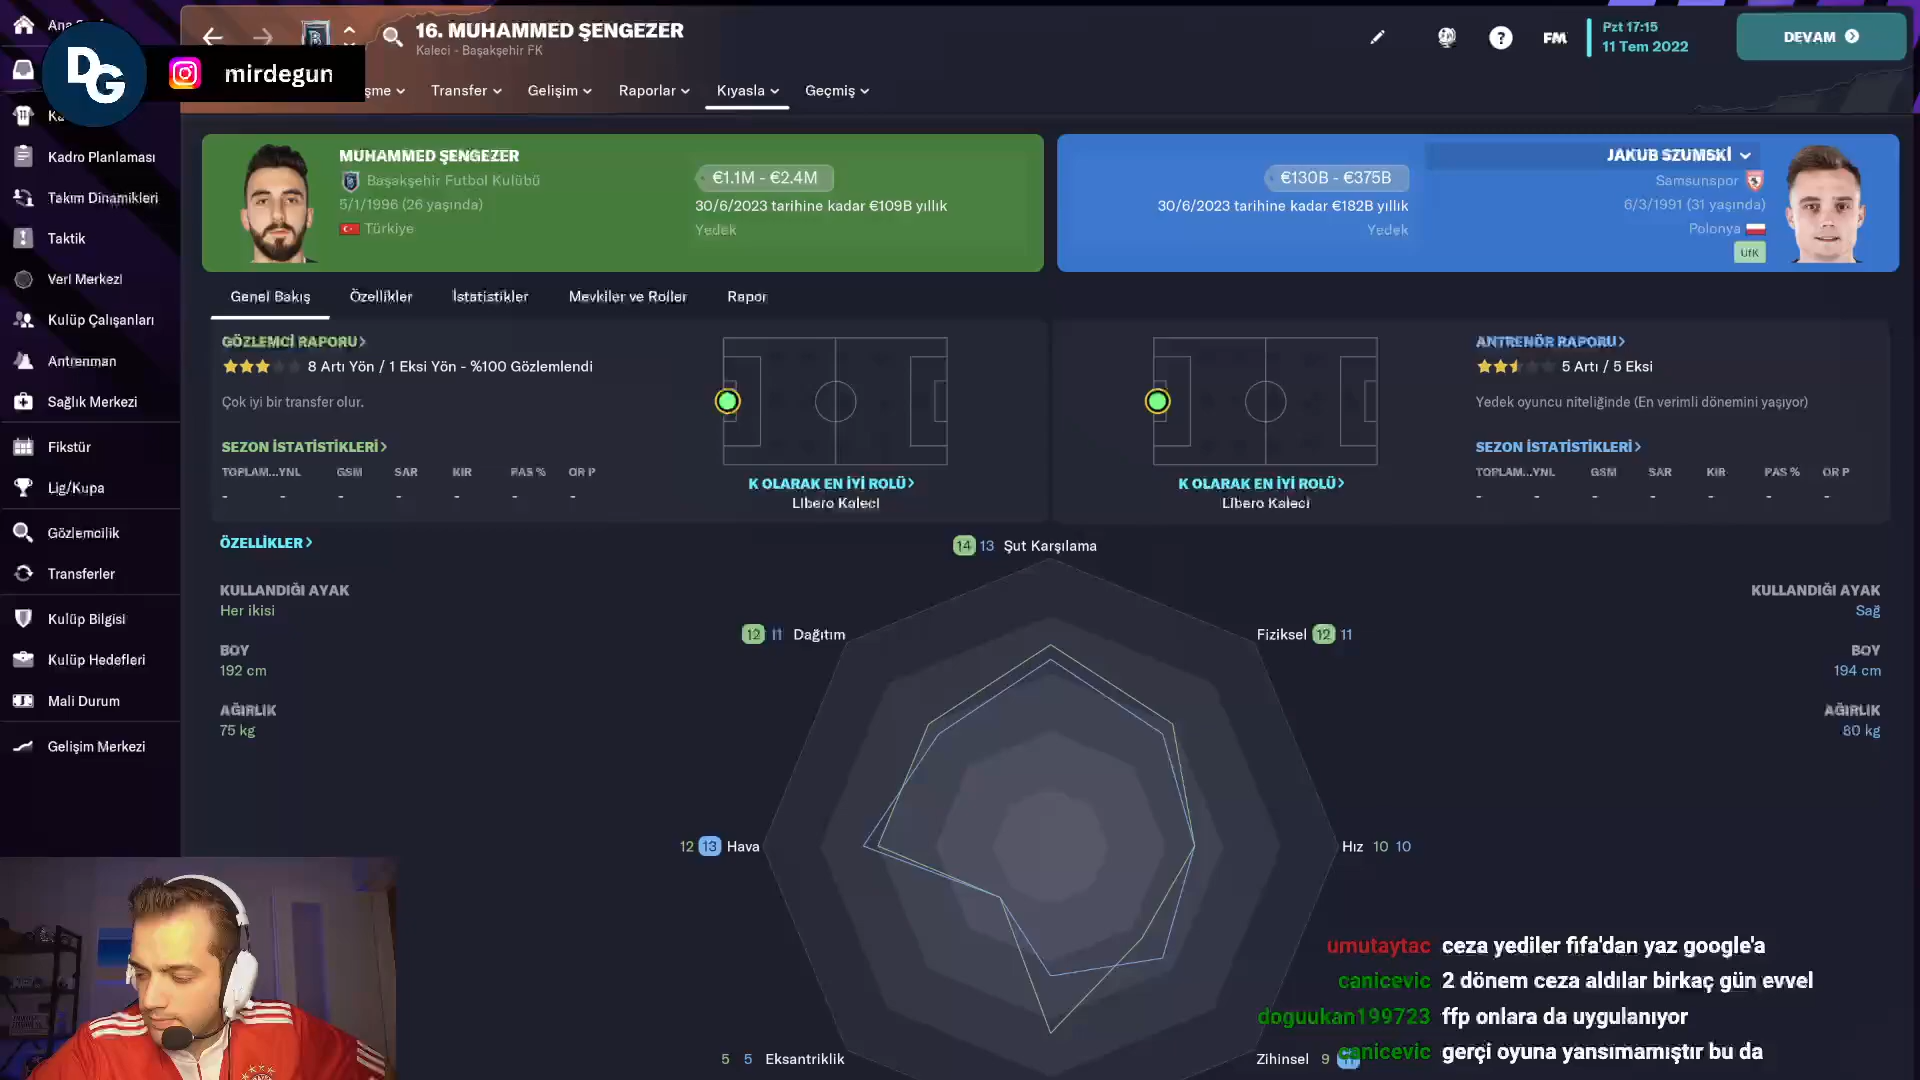 16. MUHAMMED ŞENGEZER
Kaleci - Başakşehir FK
FM
Pzt 17:15
11 Tem 2022
DEVAM
DG
mirdegun
Transfer
Gelişim
Raporlar
Kıyasla
Geçmiş
Kadro Planlaması
Takım Dinamikleri
Taktik
Veri Merkezi
Kulüp Çalışanları
Antrenman
Sağlık Merkezi
Fikstür
Lig/Kupa
Gözlemcilik
Transferler
Kulüp Bilgisi
Kulüp Hedefleri
Mali Durum
Gelişim Merkezi
MUHAMMED ŞENGEZER
Başakşehir Futbol Kulübü
5/1/1996 (26 yaşında)
Türkiye
€1.1M - €2.4M
30/6/2023 tarihine kadar €109B yıllık
Yedek
€130B - €375B
30/6/2023 tarihine kadar €182B yıllık
Yedek
JAKUB SZUMSKİ
Samsunspor
6/3/1991 (31 yaşında)
Polonya
UfK
Genel Bakış
Özellikler
İstatistikler
Mevkiler ve Roller
Rapor
GÖZLEMCİ RAPORU
8 Artı Yön / 1 Eksi Yön - %100 Gözlemlendi
Çok iyi bir transfer olur.
SEZON İSTATİSTİKLERİ
TOPLAM...YNL GSM SAR KIR PAS % OR P
- - - - - - -
K OLARAK EN İYİ ROLÜ
Libero Kaleci
K OLARAK EN İYİ ROLÜ
Libero Kaleci
ANTRENÖR RAPORU
5 Artı / 5 Eksi
Yedek oyuncu niteliğinde (En verimli dönemini yaşıyor)
SEZON İSTATİSTİKLERİ
TOPLAM...YNL GSM SAR KIR PAS % OR P
- - - - - - -
ÖZELLİKLER
KULLANDIĞI AYAK
Her ikisi
BOY
192 cm
AĞIRLIK
75 kg
14 13 Şut Karşılama
12 11 Dağıtım
Fiziksel 12 11
12 13 Hava
Hız 10 10
5 5 Eksantriklik
Zihinsel 9
KULLANDIĞI AYAK
Sağ
BOY
194 cm
AĞIRLIK
80 kg
umutaytac ceza yediler fifa'dan yaz google'a
canicevic 2 dönem ceza aldılar birkaç gün evvel
doguukan199723 ffp onlara da uygulanıyor
canicevic gerçi oyuna yansımamıştır bu da